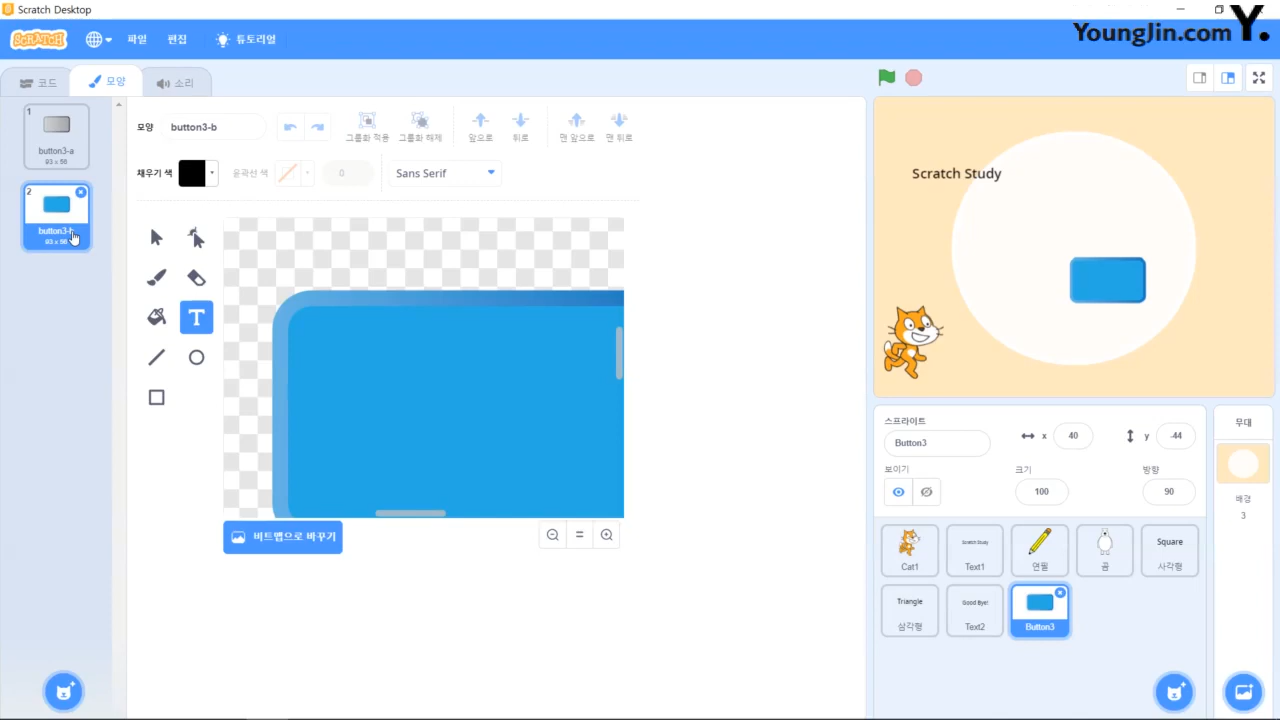 Scratch Desktop
YoungJin.com Y.
SCRATCH
파일
편집
튜토리얼
코드
모양
소리
1
button3-a
93 x 56
2
button3-b
93 x 56
모양
button3-b
그룹화 적용
그룹화 해제
앞으로
뒤로
맨 앞으로
맨 뒤로
채우기 색
윤곽선 색
0
Sans Serif
T
비트맵으로 바꾸기
Scratch Study
스프라이트
Button3
x
40
y
-44
보이기
크기
100
방향
90
무대
배경
3
Cat1
Scratch Study
Text1
연필
곰
Square
사각형
Triangle
삼각형
Good Bye!
Text2
Button3